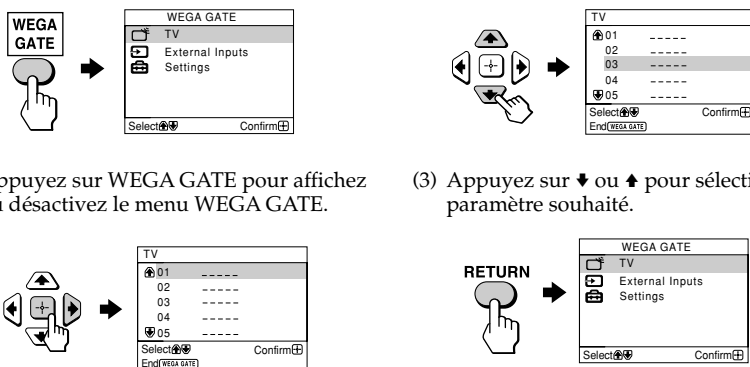 WEGA
GATE
WEGA GATE
TV
External Inputs
Settings
Select Confirm
TV
01 -----
02 -----
03 -----
04 -----
05 -----
Select Confirm
End WEGA GATE
ppuyez sur WEGA GATE pour affichez
désactivez le menu WEGA GATE.
(3) Appuyez sur ou pour sélecti
paramètre souhaité.
TV
01 -----
02 -----
03 -----
04 -----
05 -----
Select Confirm
End WEGA GATE
RETURN
WEGA GATE
TV
External Inputs
Settings
Select Confirm